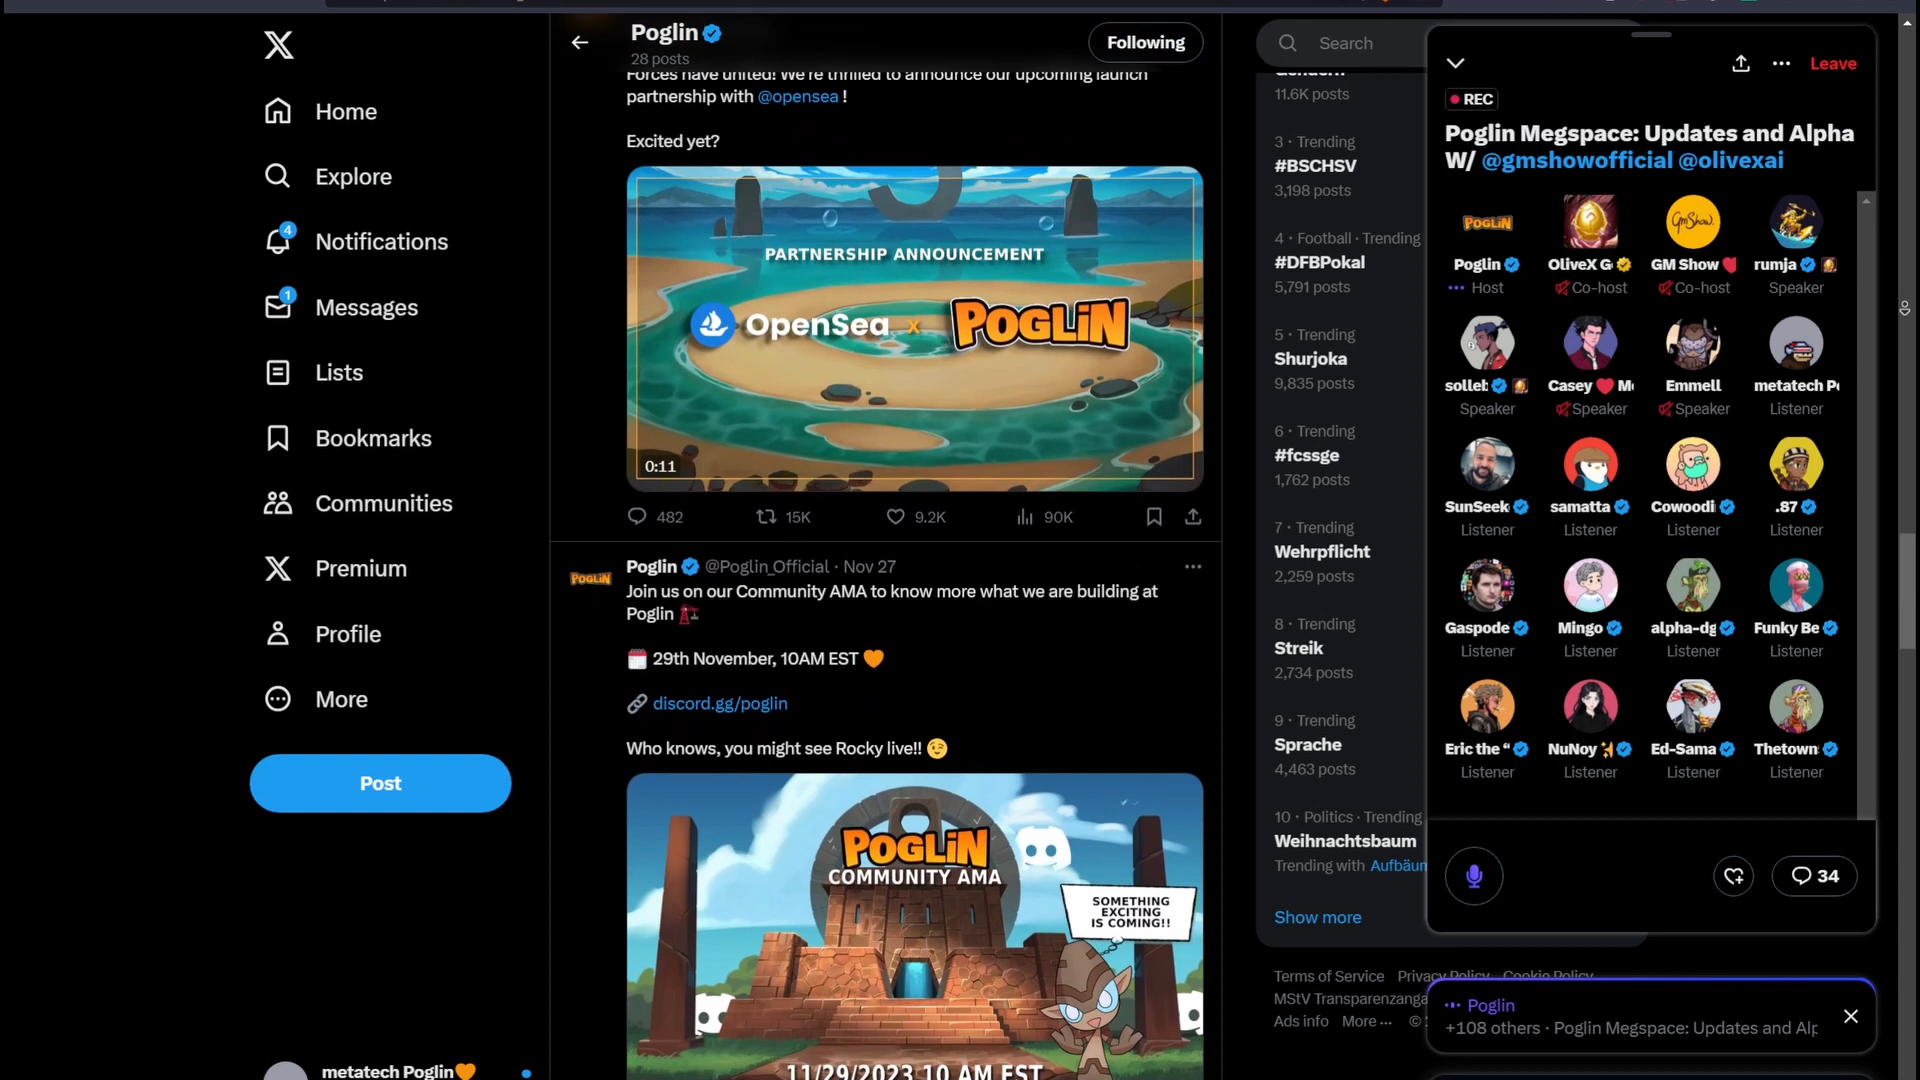 Home
Explore
4
Notifications
1
Messages
Lists
Bookmarks
Communities
Premium
Profile
More
Post
metatech Poglin
Poglin
28 posts
Following
Forces have united! We're thrilled to announce our upcoming launch
partnership with @opensea !
Excited yet?
PARTNERSHIP ANNOUNCEMENT
OpenSea x POGLiN
0:11
482
15K
9.2K
90K
POGLiN
Poglin @Poglin_Official · Nov 27
Join us on our Community AMA to know more what we are building at
Poglin
29th November, 10AM EST
discord.gg/poglin
Who knows, you might see Rocky live!!
POGLiN
COMMUNITY AMA
SOMETHING
EXCITING
IS COMING!!
11/29/2023 10 AM EST
Search
11.6K posts
3 · Trending
#BSCHSV
3,198 posts
4 · Football · Trending
#DFBPokal
5,791 posts
5 · Trending
Shurjoka
9,835 posts
6 · Trending
#fcssge
1,762 posts
7 · Trending
Wehrpflicht
2,259 posts
8 · Trending
Streik
2,734 posts
9 · Trending
Sprache
4,463 posts
10 · Politics · Trending
Weihnachtsbaum
Trending with Aufbäun
Show more
Terms of Service Privacy Policy Cookie Policy
MStV Transparenzanga
Ads info More ··· ©
Leave
REC
Poglin Megspace: Updates and Alpha
W/ @gmshowofficial @olivexai
POGLiN
GmShow.
Poglin
OliveX G
GM Show
rumja
Host
Co-host
Co-host
Speaker
solleb
Casey M
Emmell
metatech P
Speaker
Speaker
Speaker
Listener
SunSeek
samatta
Cowoodi
.87
Listener
Listener
Listener
Listener
Gaspode
Mingo
alpha-dg
Funky Be
Listener
Listener
Listener
Listener
Eric the “
NuNoy
Ed-Sama
Thetown
Listener
Listener
Listener
Listener
34
Poglin
+108 others · Poglin Megspace: Updates and Alp